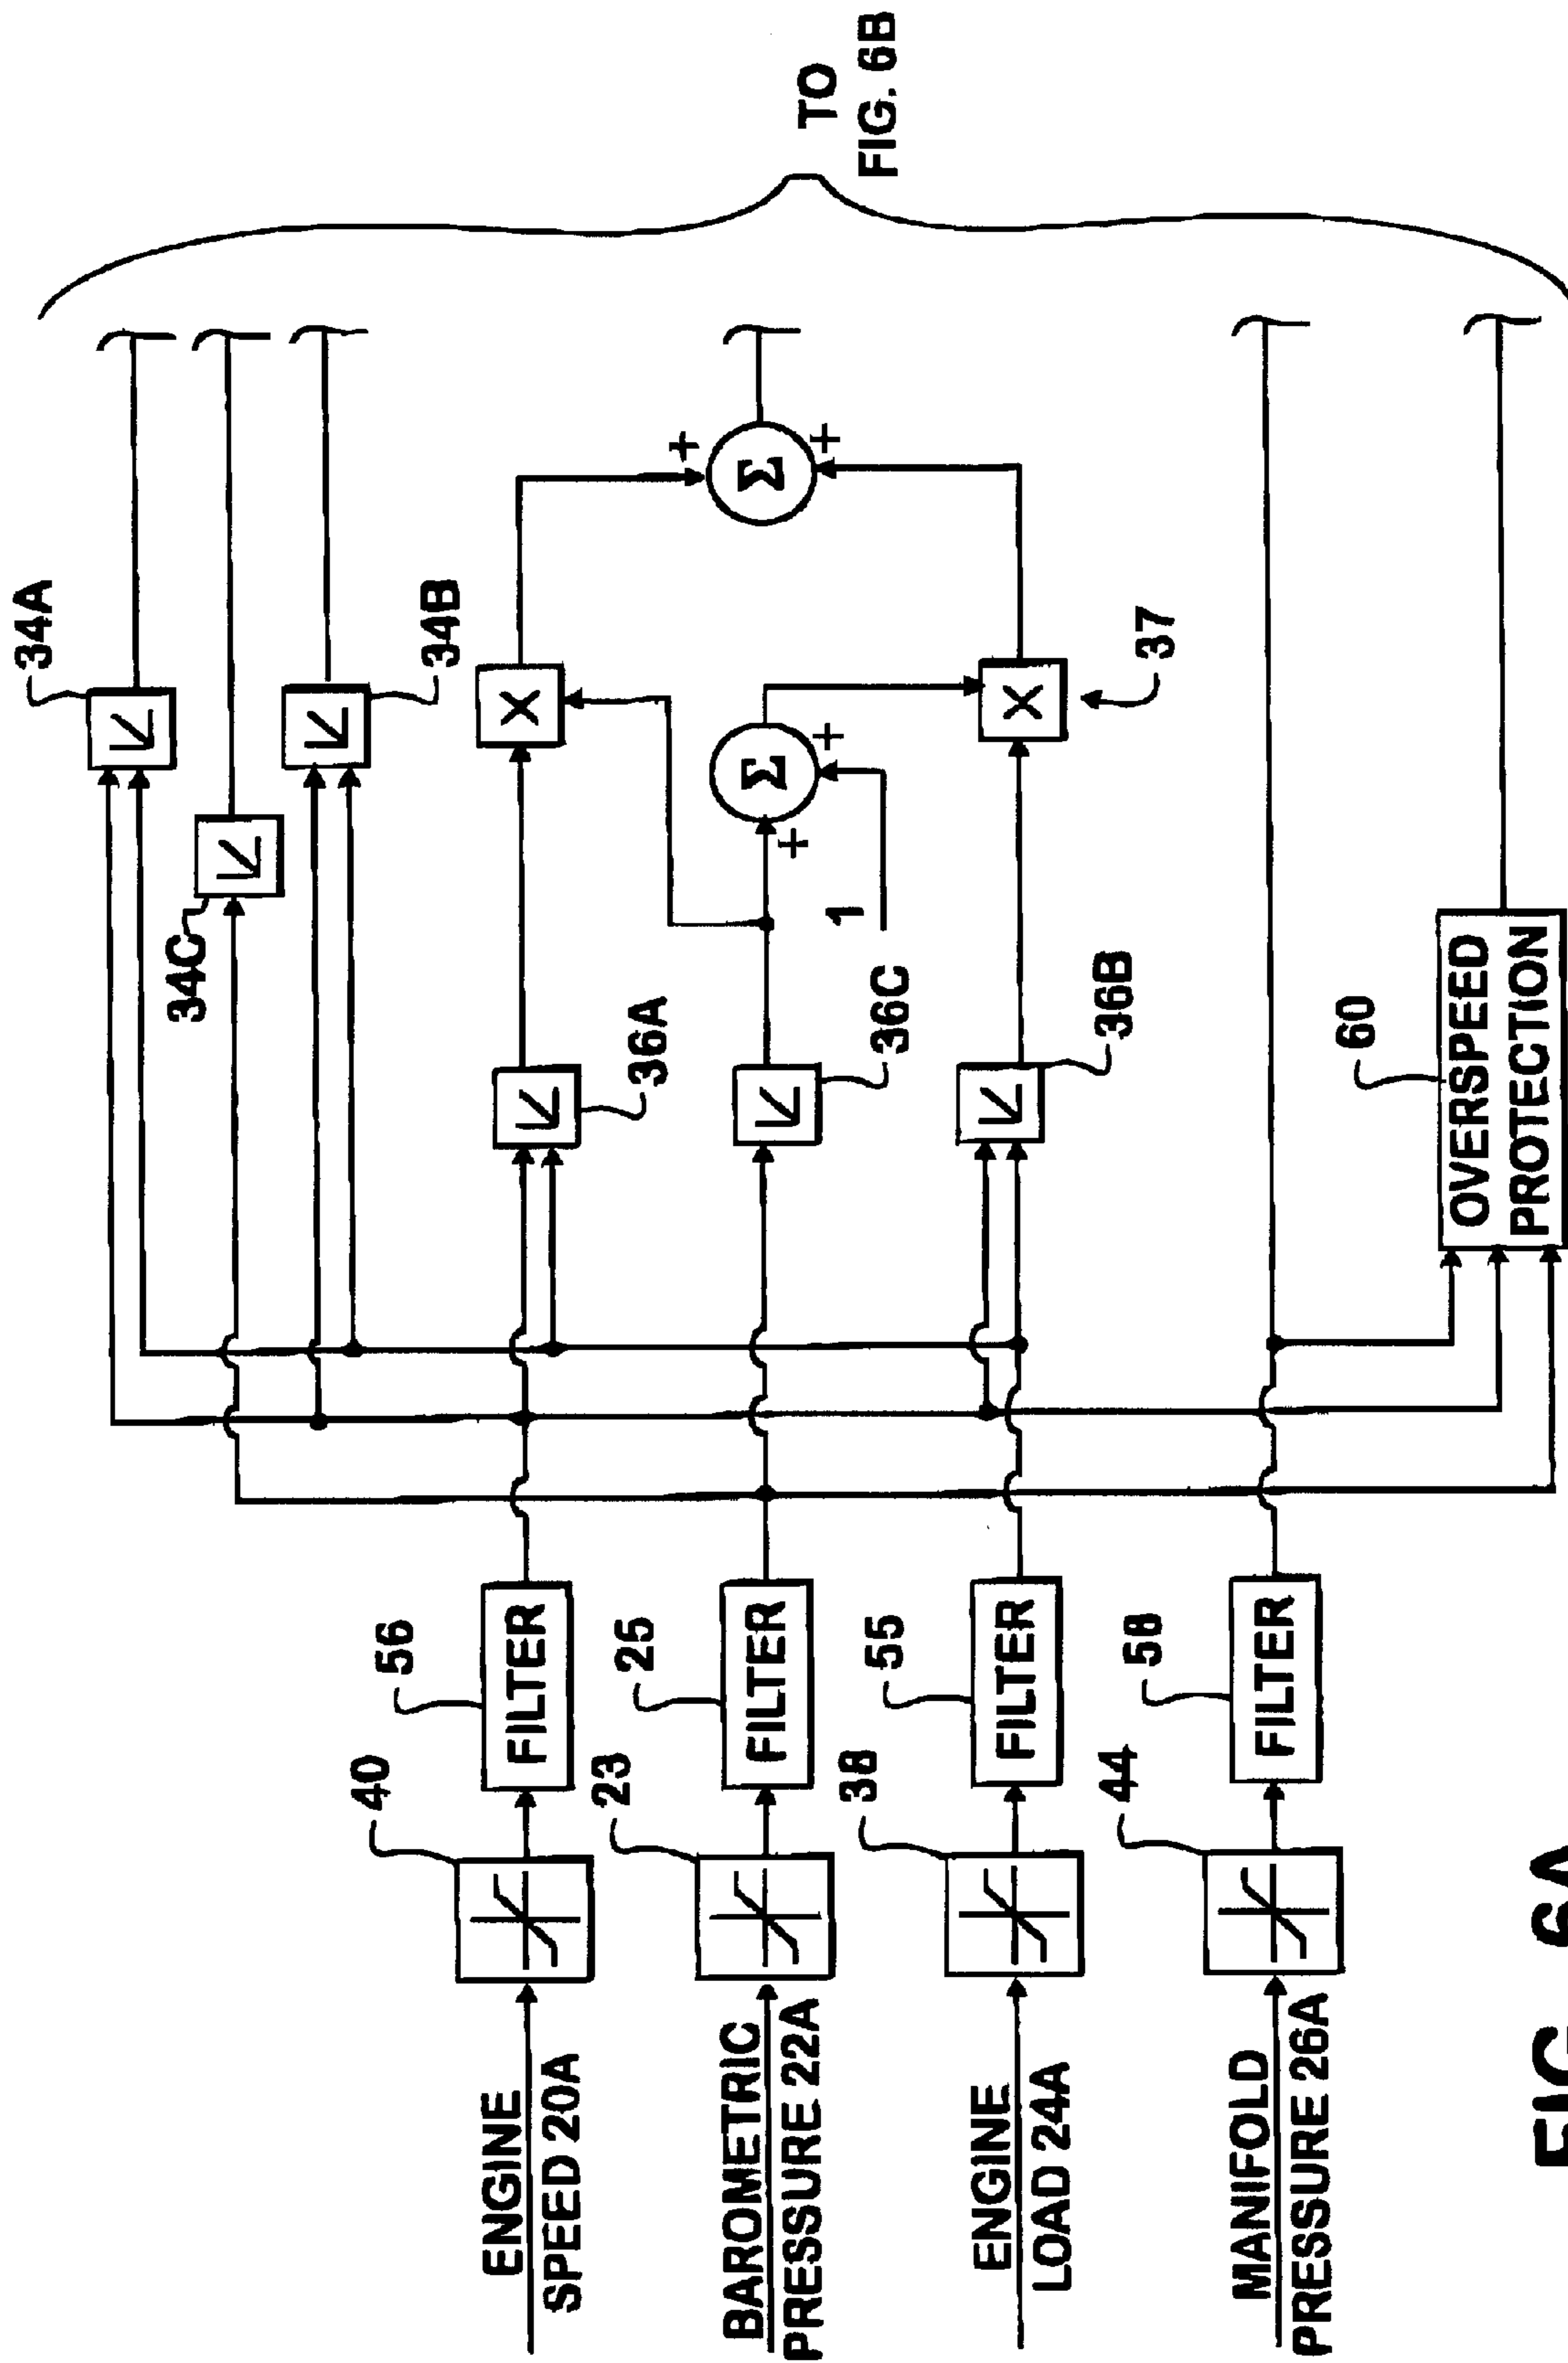 34A
34C
34B
TO
FIG. 6B
X
Σ
+
+
36A
X
37
Σ
+
+
1
36C
36B
60
OVERSPEED
PROTECTION
56
FILTER
25
FILTER
55
FILTER
58
FILTER
40
23
38
44
ENGINE
SPEED 20A
BAROMETRIC
PRESSURE 22A
ENGINE
LOAD 24A
MANIFOLD
PRESSURE 26A